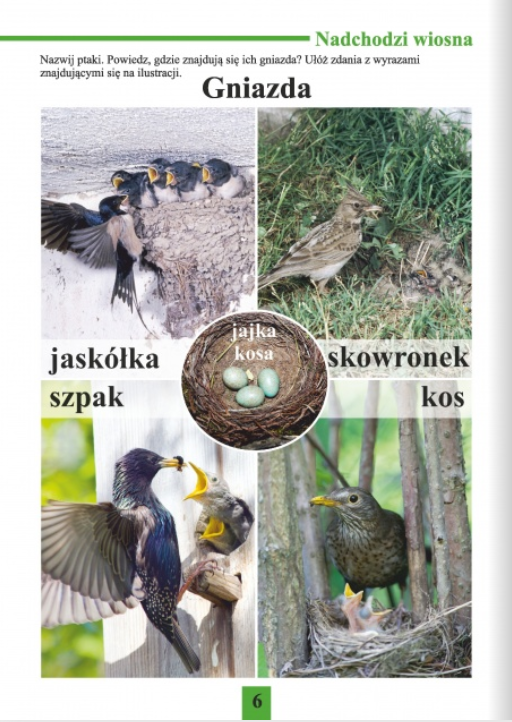 Nadchodzi wiosna
Nazwij ptaki. Powiedz, gdzie znajdują się ich gniazda? Ułóż zdania z wyrazami
znajdującymi się na ilustracji.
Gniazda
jaskółka
jajka
kosa
skowronek
szpak
kos
6